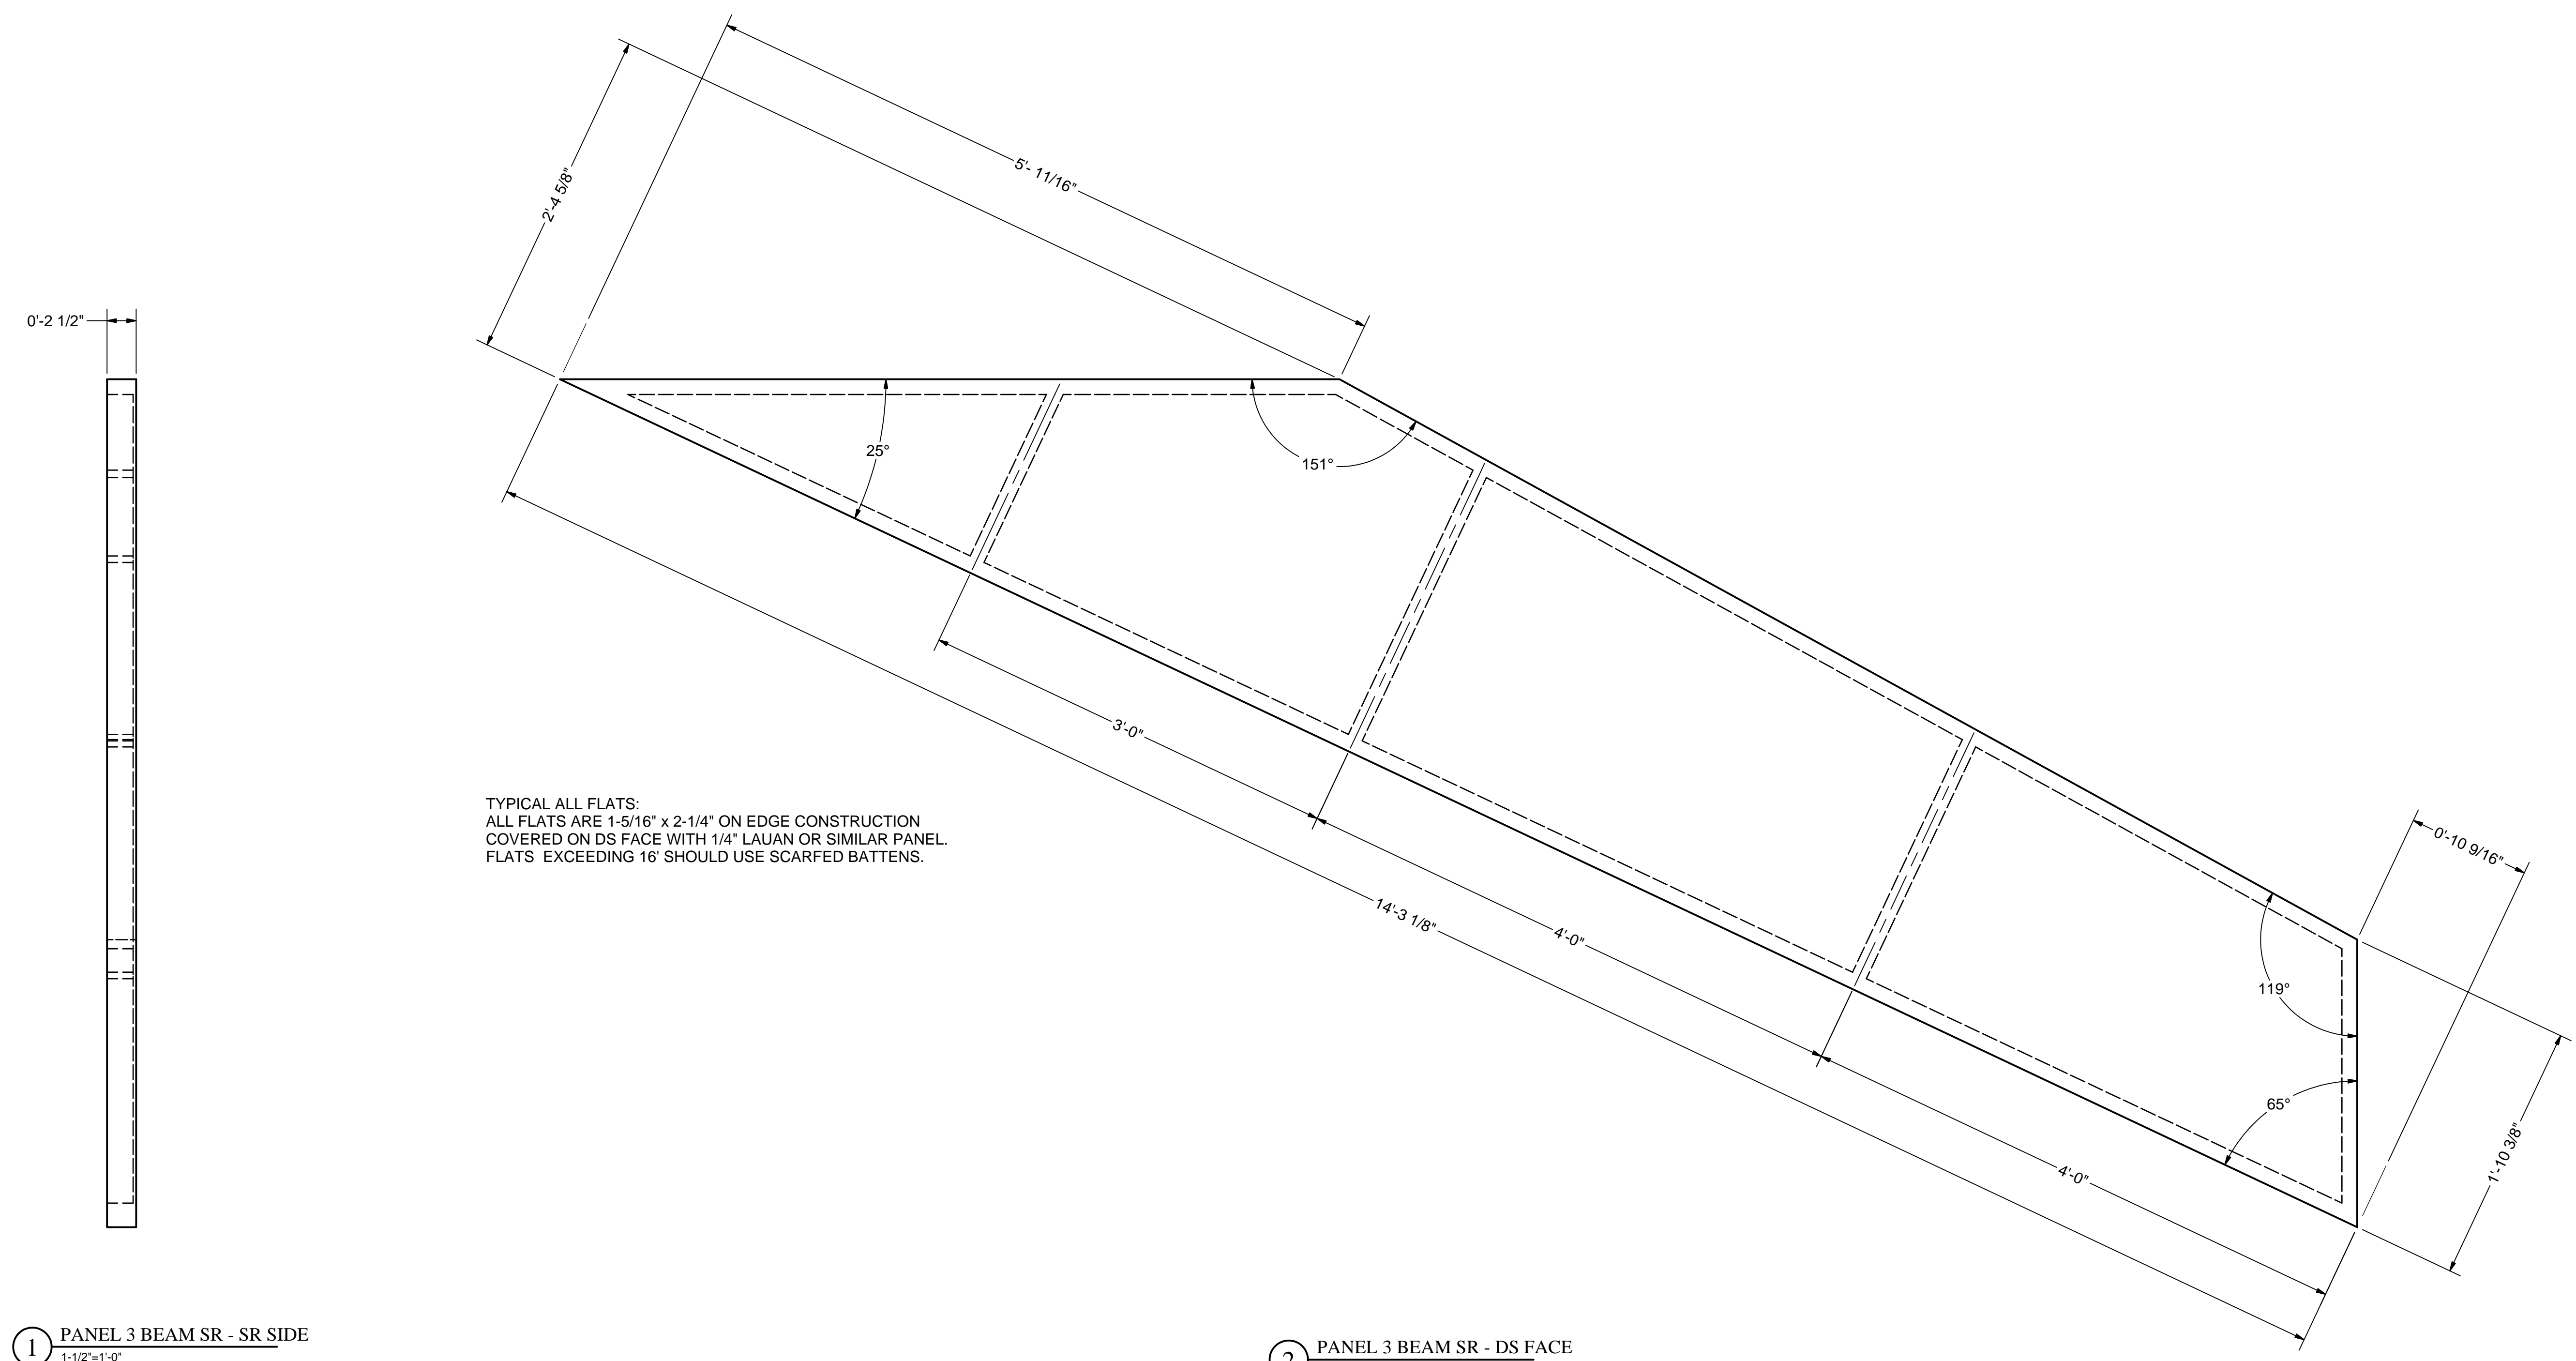 5'- 11/16"
2'-4 5/8"
0'-2 1/2"
25°
151°
3'-0"
TYPICAL ALL FLATS:
ALL FLATS ARE 1-5/16" x 2-1/4" ON EDGE CONSTRUCTION
COVERED ON DS FACE WITH 1/4" LAUAN OR SIMILAR PANEL.
FLATS EXCEEDING 16' SHOULD USE SCARFED BATTENS.
0'-10 9/16"
14'-3 1/8"
4'-0"
119°
65°
1'-10 3/8"
4'-0"
1 PANEL 3 BEAM SR - SR SIDE
1-1/2"=1'-0"
2 PANEL 3 BEAM SR - DS FACE